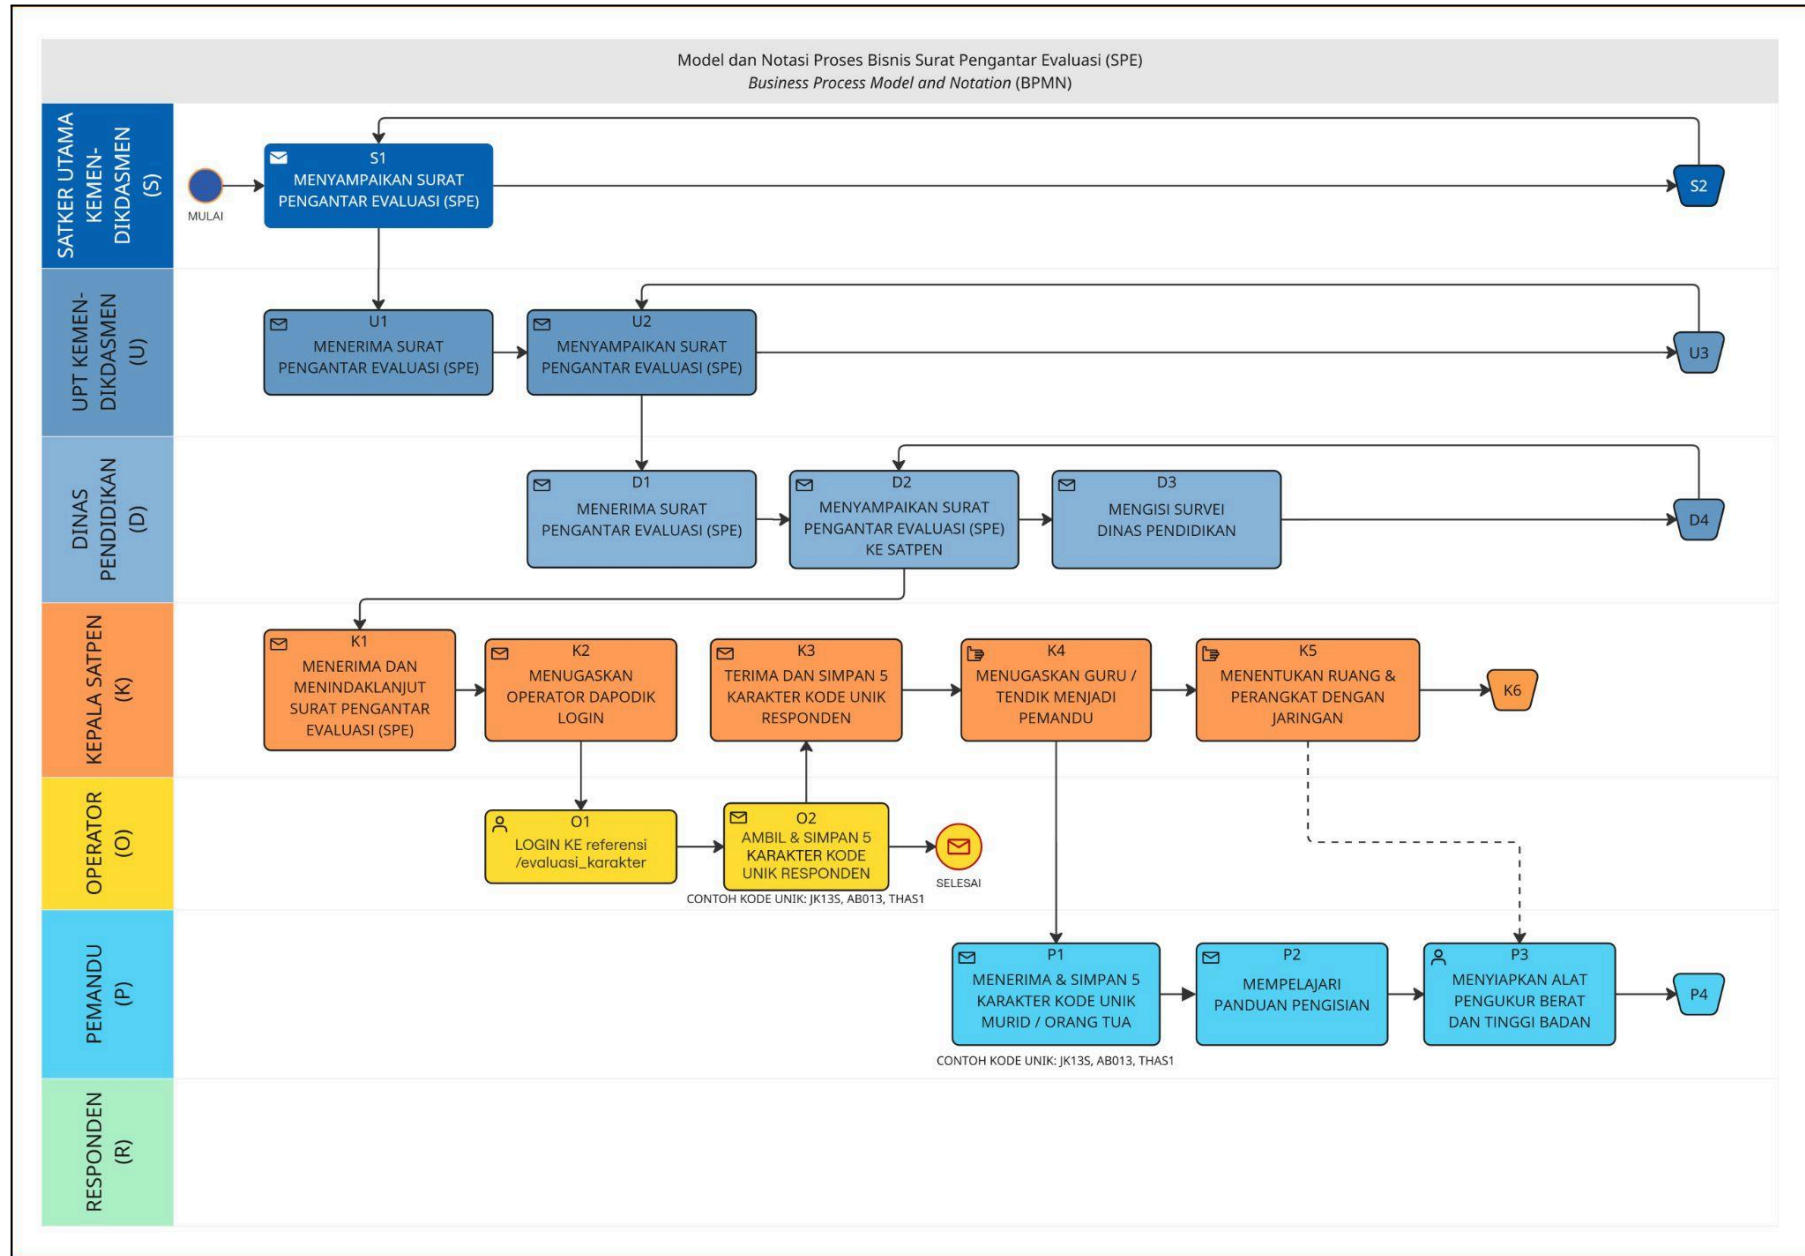 Model dan Notasi Proses Bisnis Surat Pengantar Evaluasi (SPE)
Business Process Model and Notation (BPMN)
SATKER UTAMA
KEMEN-
DIKDASMEN
(S)
MULAI
S1
MENYAMPAIKAN SURAT
PENGANTAR EVALUASI (SPE)
S2
UPT KEMEN-
DIKDASMEN
(U)
U1
MENERIMA SURAT
PENGANTAR EVALUASI (SPE)
U2
MENYAMPAIKAN SURAT
PENGANTAR EVALUASI (SPE)
U3
DINAS
PENDIDIKAN
(D)
D1
MENERIMA SURAT
PENGANTAR EVALUASI (SPE)
D2
MENYAMPAIKAN SURAT
PENGANTAR EVALUASI (SPE)
KE SATPEN
D3
MENGISI SURVEI
DINAS PENDIDIKAN
D4
KEPALA SATPEN
(K)
K1
MENERIMA DAN
MENINDAKLANJUT
SURAT PENGANTAR
EVALUASI (SPE)
K2
MENUGASKAN
OPERATOR DAPODIK
LOGIN
K3
TERIMA DAN SIMPAN 5
KARAKTER KODE UNIK
RESPONDEN
K4
MENUGASKAN GURU /
TENDIK MENJADI
PEMANDU
K5
MENENTUKAN RUANG &
PERANGKAT DENGAN
JARINGAN
K6
OPERATOR
(O)
O1
LOGIN KE referensi
/evaluasi_karakter
O2
AMBIL & SIMPAN 5
KARAKTER KODE
UNIK RESPONDEN
CONTOH KODE UNIK: JK13S, AB013, THAS1
SELESAI
PEMANDU
(P)
P1
MENERIMA & SIMPAN 5
KARAKTER KODE UNIK
MURID / ORANG TUA
CONTOH KODE UNIK: JK13S, AB013, THAS1
P2
MEMPELAJARI
PANDUAN PENGISIAN
P3
MENYIAPKAN ALAT
PENGUKUR BERAT
DAN TINGGI BADAN
P4
RESPONDEN
(R)